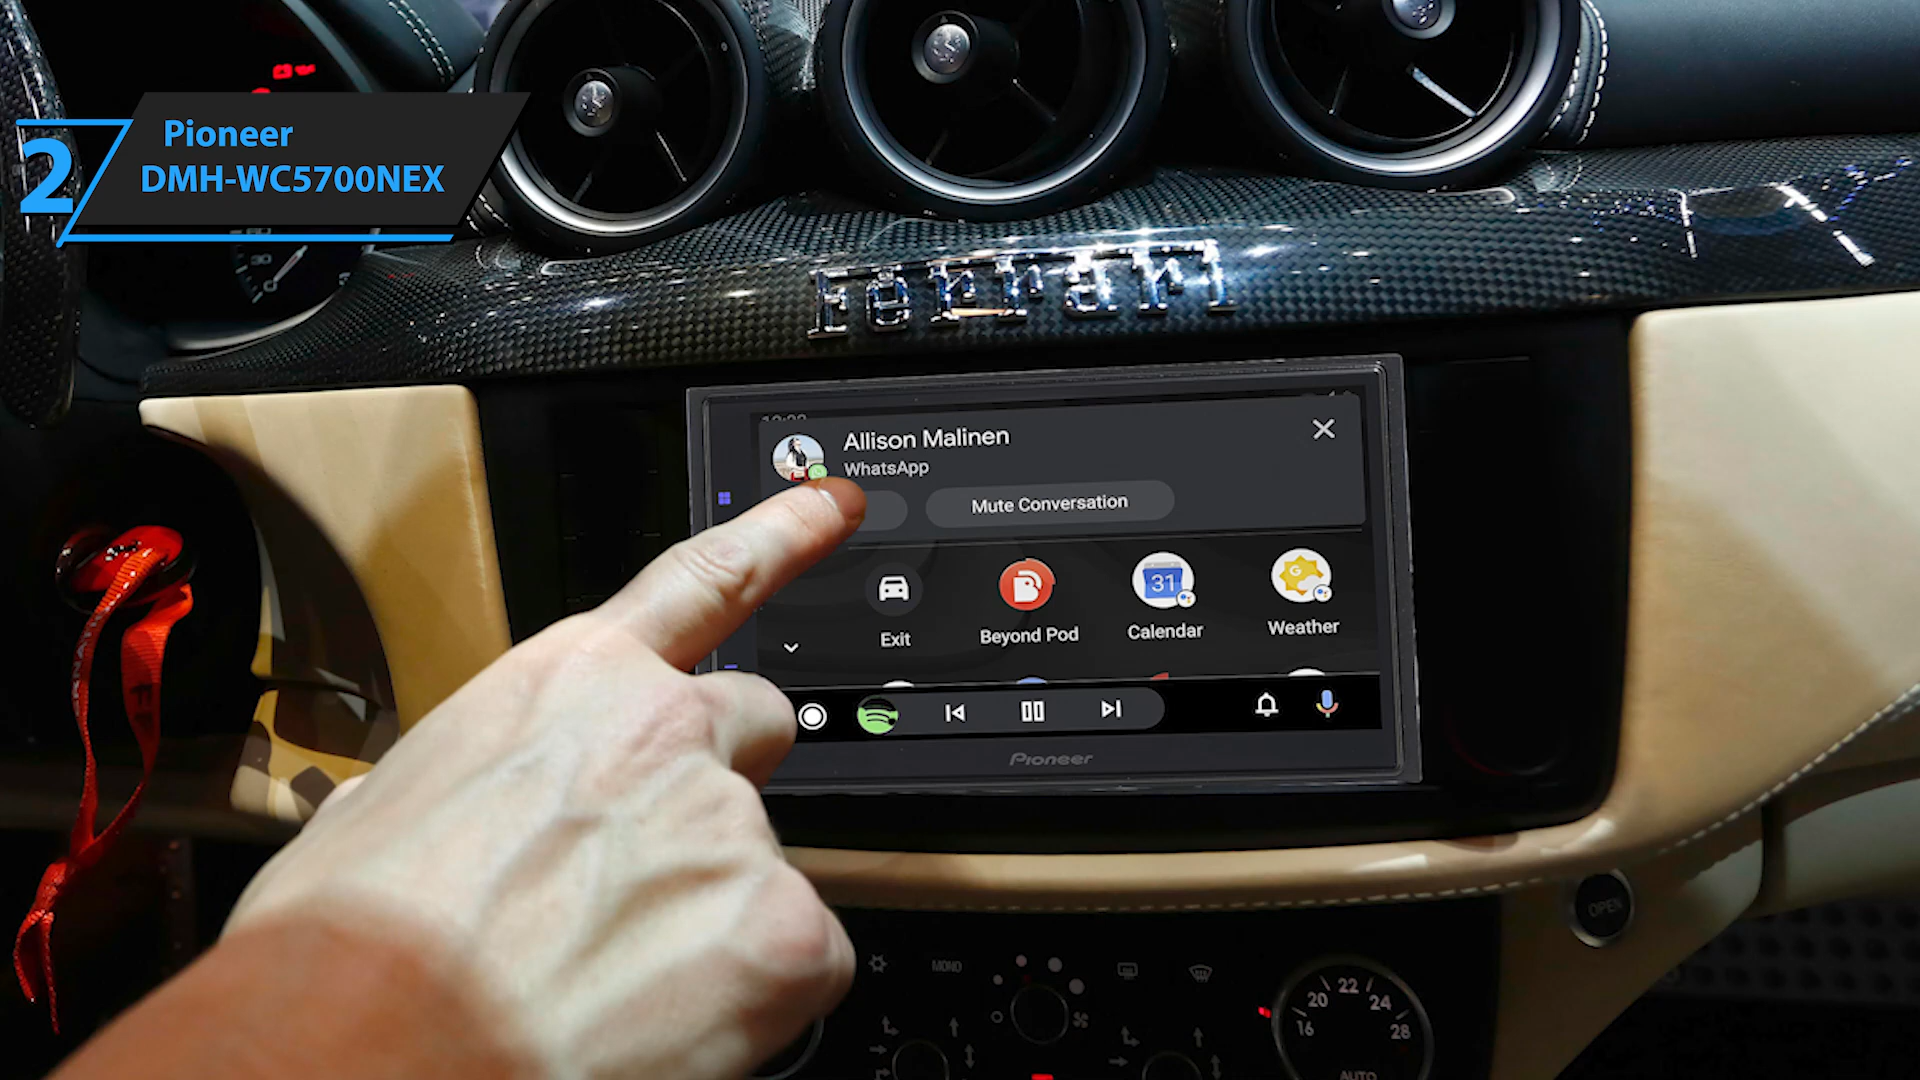 2
Pioneer
DMH-WC5700NEX
30
Ferrari
Allison Malinen
WhatsApp
Mute Conversation
31
G
Exit
Beyond Pod
Calendar
Weather
Pioneer
OPEN
MONO
16 20 22 24 28
AUTO